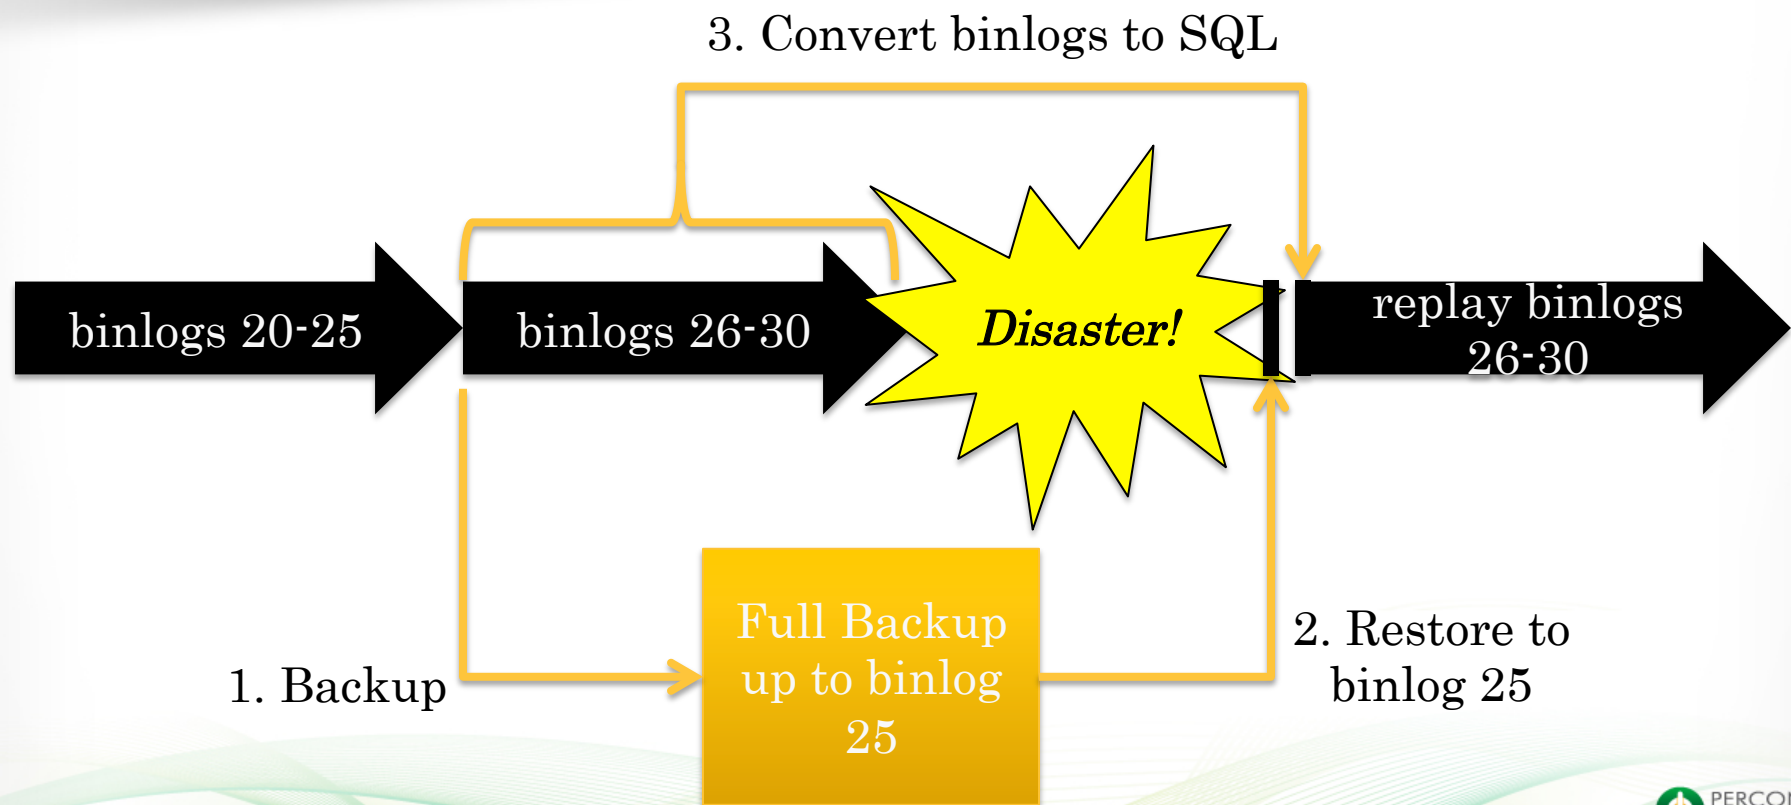 3. Convert binlogs to SQL
binlogs 20-25
binlogs 26-30
Disaster!
replay binlogs
26-30
1. Backup
Full Backup
up to binlog
25
2. Restore to
binlog 25